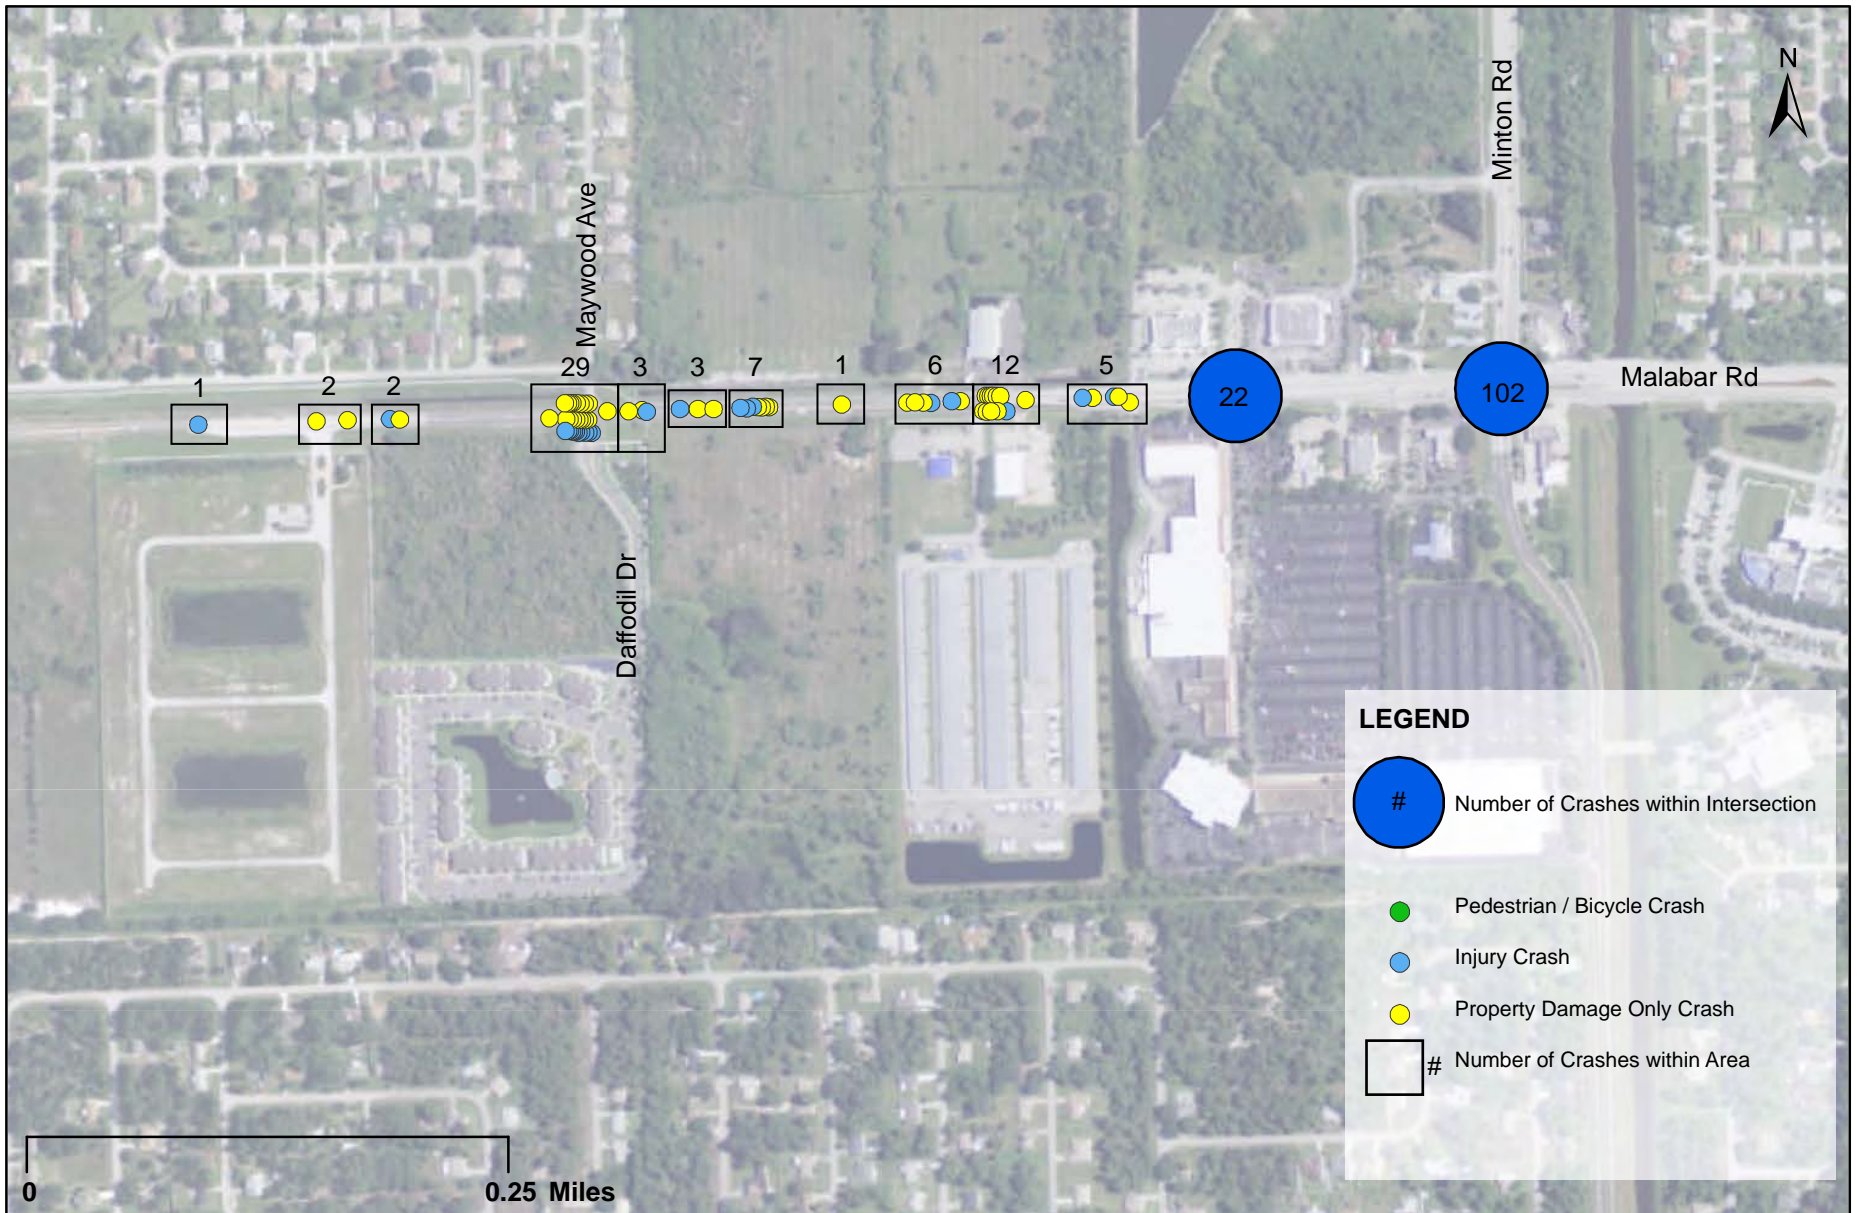 N
Minton Rd
Maywood Ave
29
3
3
7
1
6
12
5
1
2
2
22
102
Malabar Rd
Daffodil Dr
LEGEND
# Number of Crashes within Intersection
Pedestrian / Bicycle Crash
Injury Crash
Property Damage Only Crash
# Number of Crashes within Area
0 0.25 Miles